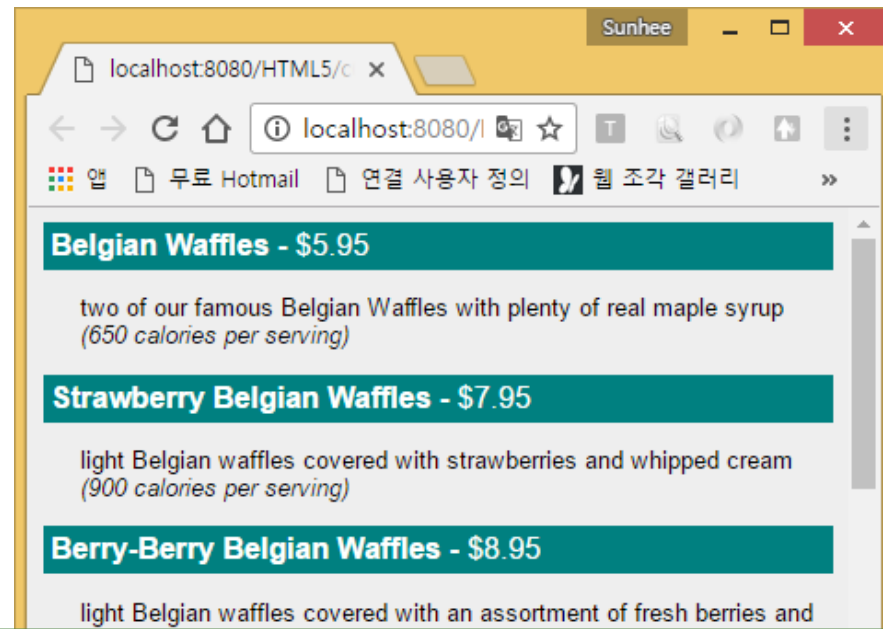 Sunhee
localhost:8080/HTML5/c
localhost:8080/l
앱 무료 Hotmail 연결 사용자 정의 웹 조각 갤러리 »
Belgian Waffles - $5.95
two of our famous Belgian Waffles with plenty of real maple syrup
(650 calories per serving)
Strawberry Belgian Waffles - $7.95
light Belgian waffles covered with strawberries and whipped cream
(900 calories per serving)
Berry-Berry Belgian Waffles - $8.95
light Belgian waffles covered with an assortment of fresh berries and